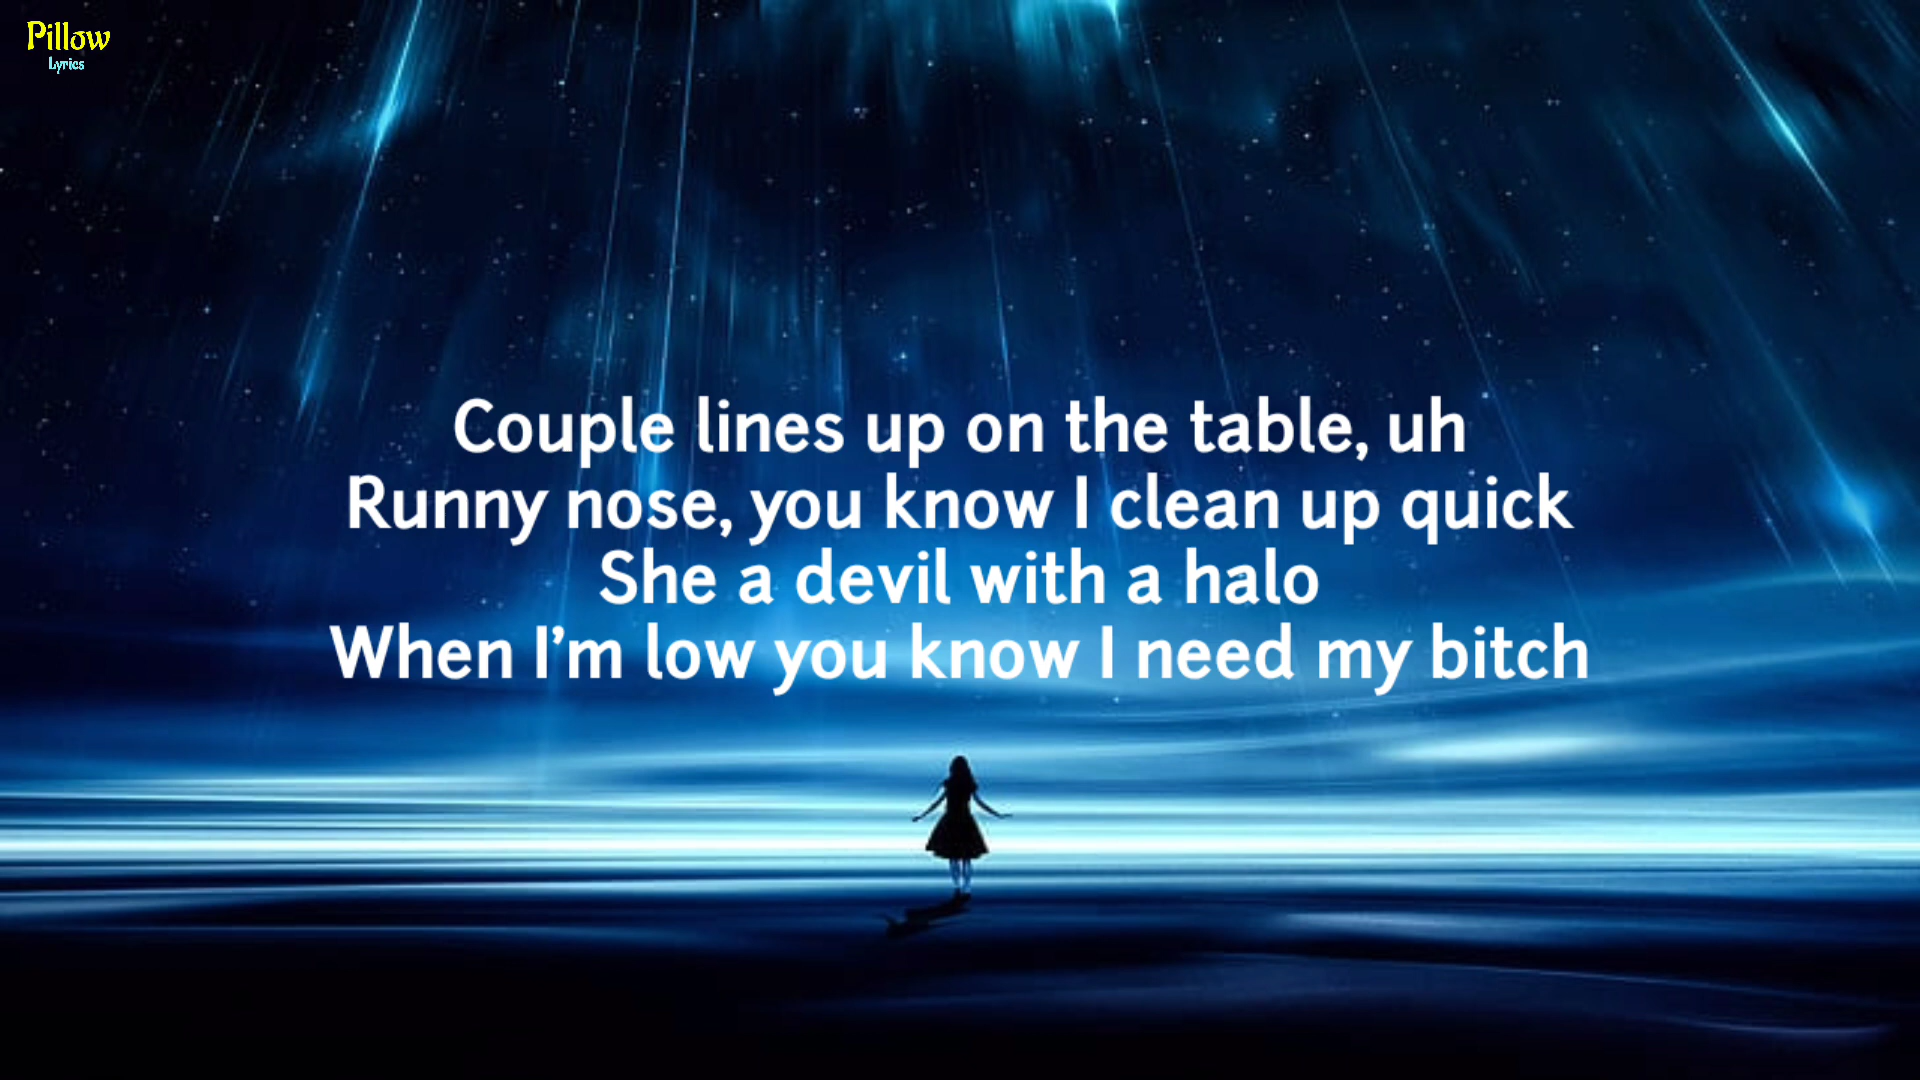 Pillow
Lyrics
Couple lines up on the table, uh
Runny nose, you know I clean up quick
She a devil with a halo
When I’m low you know I need my bitch